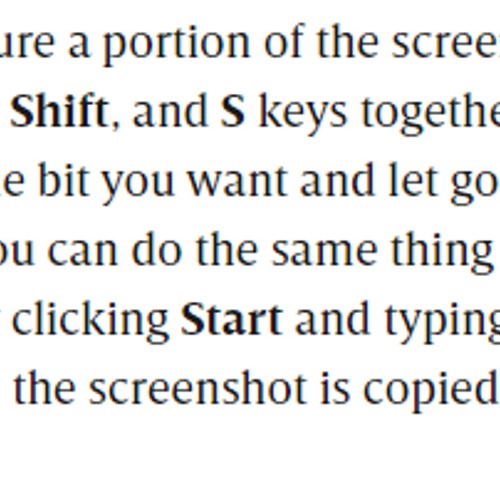 ure a portion of the scree
Shift, and S keys togethe
e bit you want and let go
ou can do the same thing
clicking Start and typing
the screenshot is copied